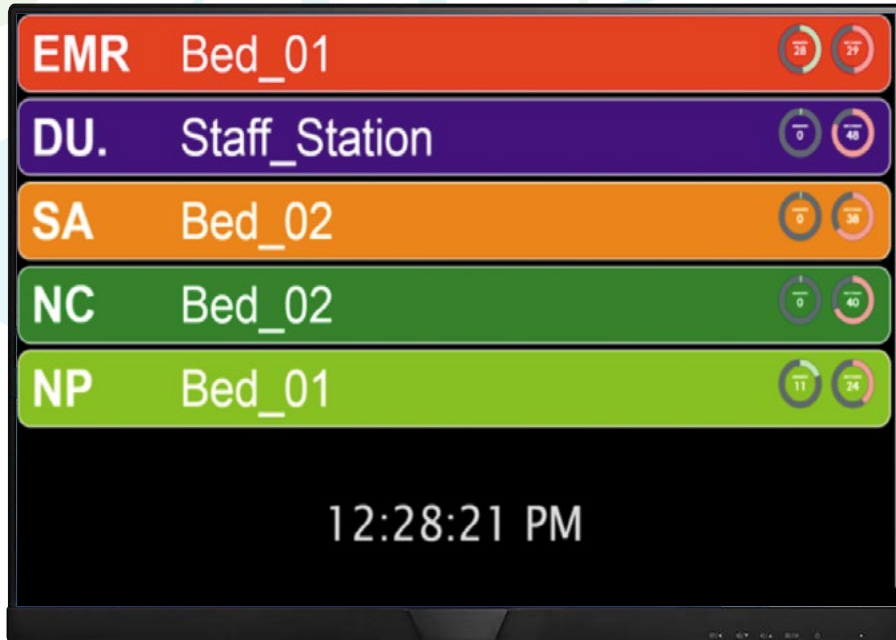 EMR Bed_01 28 29
DU. Staff_Station 0 48
SA Bed_02 0 38
NC Bed_02 0 40
NP Bed_01 11 24
12:28:21 PM